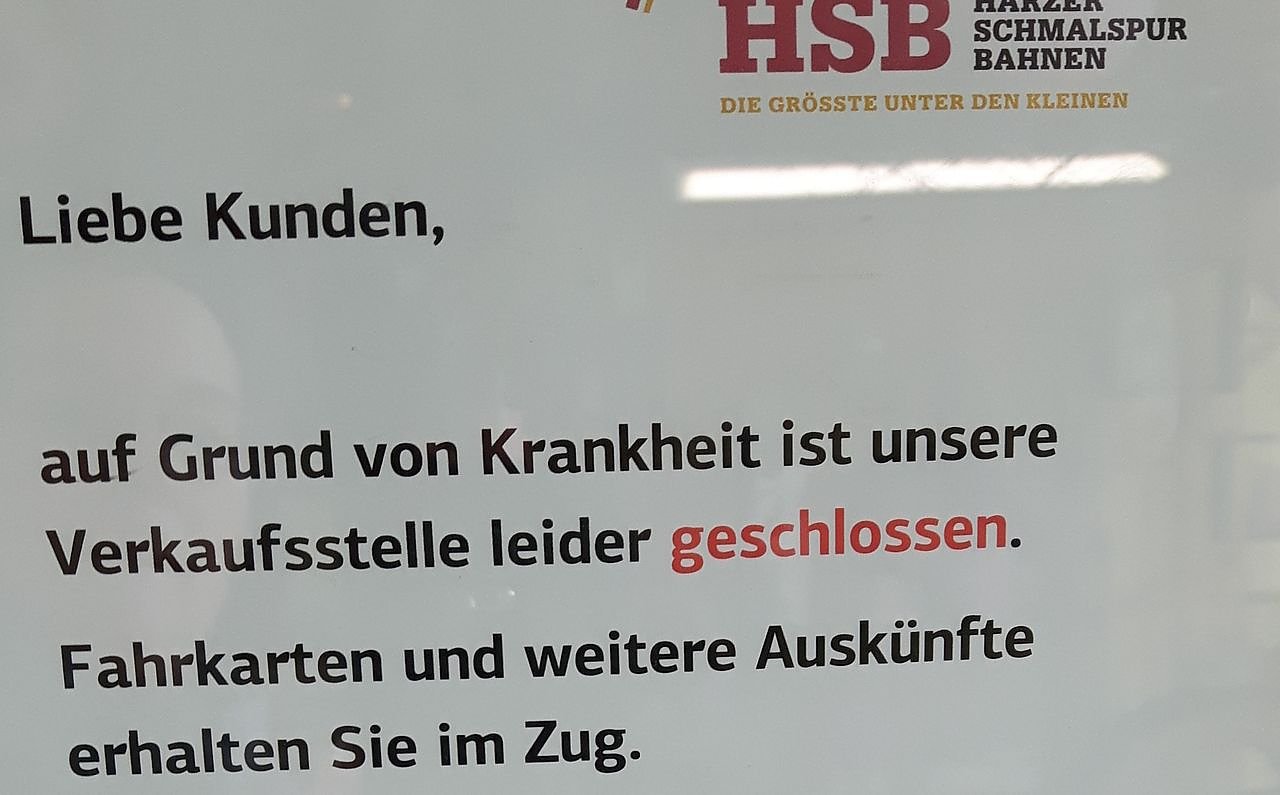 HSB
HARZER
SCHMALSPUR
BAHNEN
DIE GRÖSSTE UNTER DEN KLEINEN
Liebe Kunden,
auf Grund von Krankheit ist unsere
Verkaufsstelle leider geschlossen.
Fahrkarten und weitere Auskünfte
erhalten Sie im Zug.